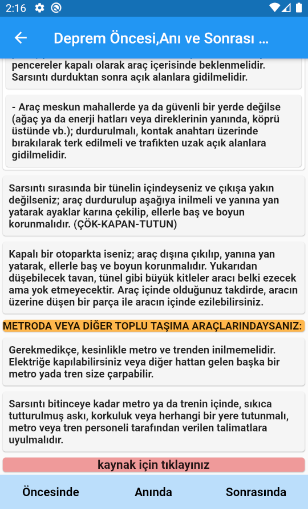 2:16
Deprem Öncesi,Anı ve Sonrası ...
pencereler kapalı olarak araç içerisinde beklenmelidir.
Sarsıntı durduktan sonra açık alanlara gidilmelidir.
- Araç meskun mahallerde ya da güvenli bir yerde değilse
(ağaç ya da enerji hatları veya direklerinin yanında, köprü
üstünde vb.); durdurulmalı, kontak anahtarı üzerinde
bırakılarak terk edilmeli ve trafikten uzak açık alanlara
gidilmelidir.
Sarsıntı sırasında bir tünelin içindeyseniz ve çıkışa yakın
değilseniz; araç durdurulup aşağıya inilmeli ve yanına yan
yatarak ayaklar karına çekilip, ellerle baş ve boyun
korunmalıdır. (ÇÖK-KAPAN-TUTUN)
Kapalı bir otoparkta iseniz; araç dışına çıkılıp, yanına yan
yatarak, ellerle baş ve boyun korunmalıdır. Yukarıdan
düşebilecek tavan, tünel gibi büyük kitleler aracı belki ezecek
ama yok etmeyecektir. Araç içinde olduğunuz takdirde, aracın
üzerine düşen bir parça ile aracın içinde ezilebilirsiniz.
METRODA VEYA DİĞER TOPLU TAŞIMA ARAÇLARINDAYSANIZ:
Gerekmedikçe, kesinlikle metro ve trenden inilmemelidir.
Elektriğe kapılabilirsiniz veya diğer hattan gelen başka bir
metro yada tren size çarpabilir.
Sarsıntı bitinceye kadar metro ya da trenin içinde, sıkıca
tutturulmuş askı, korkuluk veya herhangi bir yere tutunmalı,
metro veya tren personeli tarafından verilen talimatlara
uyulmalıdır.
kaynak için tıklayınız
Öncesinde Anında Sonrasında